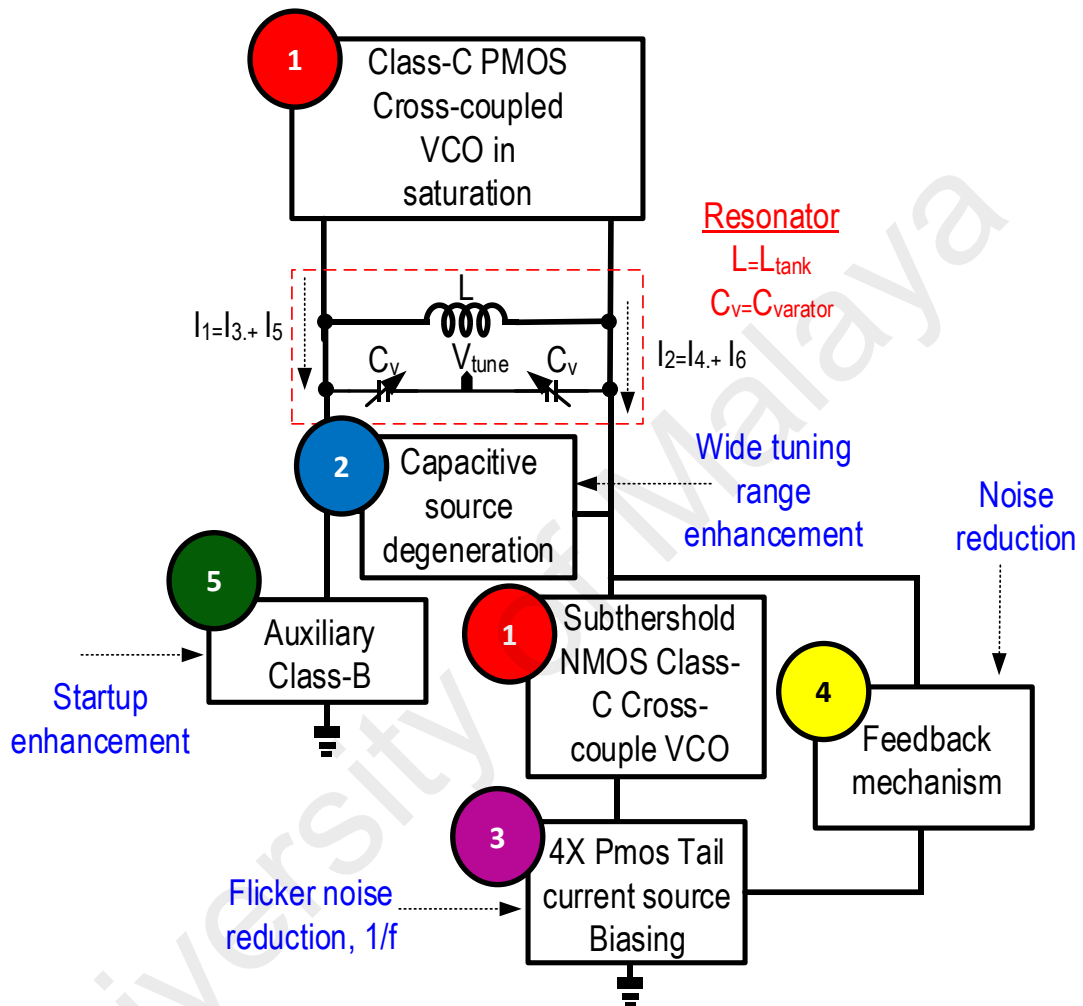 1
Class-C PMOS
Cross-coupled
VCO in
saturation
Resonator
L=Ltank
Cv=Cvarator
I1=I3.+ I5
L
Cv
Vtune
Cv
I2=I4.+ I6
2
Capacitive
source
degeneration
Wide tuning
range
enhancement
Noise
reduction
5
Auxiliary
Class-B
Startup
enhancement
1
Subthershold
NMOS Class-
C Cross-
couple VCO
4
Feedback
mechanism
3
4X Pmos Tail
current source
Biasing
Flicker noise
reduction, 1/f
University of Malaya